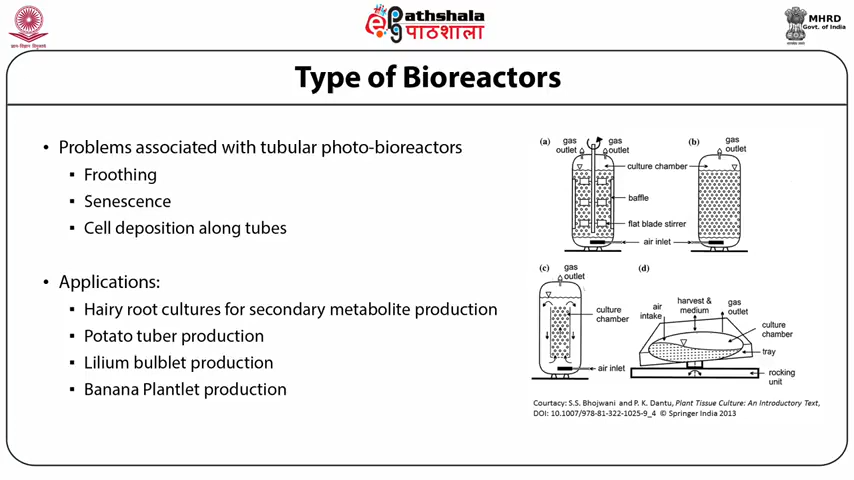 ePathshala
पाठशाला
MHRD
Govt. of India
Type of Bioreactors
• Problems associated with tubular photo-bioreactors
▪ Froothing
▪ Senescence
▪ Cell deposition along tubes
• Applications:
▪ Hairy root cultures for secondary metabolite production
▪ Potato tuber production
▪ Lilium bulblet production
▪ Banana Plantlet production
(a)
gas outlet
gas outlet
(b)
gas outlet
culture chamber
baffle
flat blade stirrer
air inlet
(c)
gas outlet
culture chamber
air inlet
(d)
air intake
harvest & medium
gas outlet
culture chamber
tray
rocking unit
Courtacy: S.S. Bhojwani and P. K. Dantu, Plant Tissue Culture: An Introductory Text,
DOI: 10.1007/978-81-322-1025-9_4 © Springer India 2013